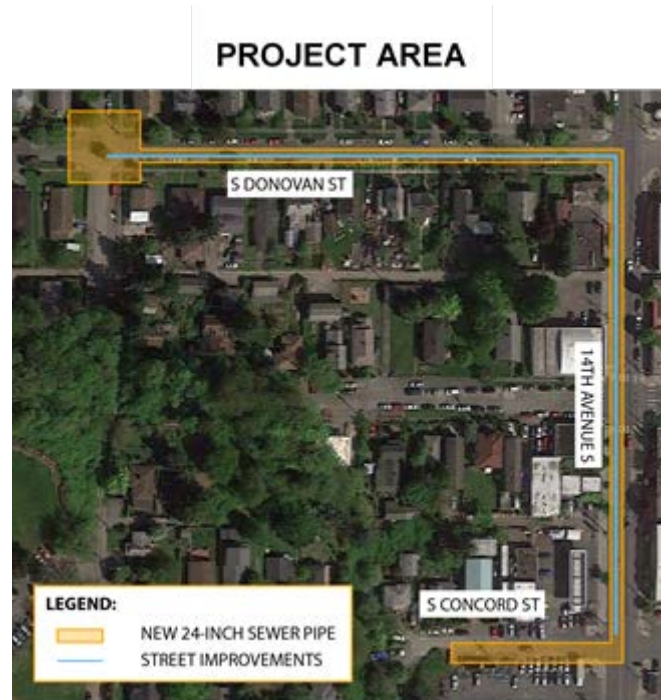 PROJECT AREA
S DONOVAN ST
14TH AVENUE S
S CONCORD ST
LEGEND:
NEW 24-INCH SEWER PIPE
STREET IMPROVEMENTS